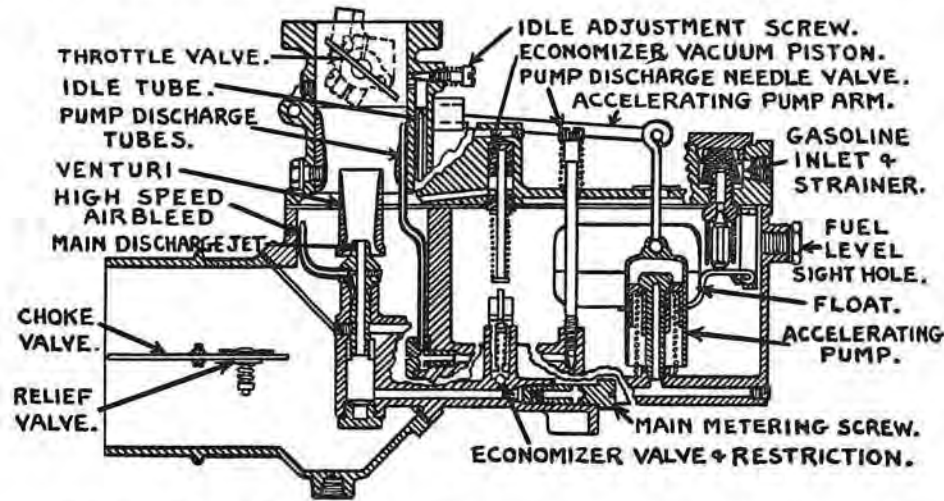 IDLE ADJUSTMENT SCREW.
ECONOMIZER VACUUM PISTON.
PUMP DISCHARGE NEEDLE VALVE.
ACCELERATING PUMP ARM.
THROTTLE VALVE.
IDLE TUBE.
PUMP DISCHARGE
TUBES.
VENTURI
HIGH SPEED
AIR BLEED
MAIN DISCHARGE JET
CHOKE
VALVE.
RELIEF
VALVE.
GASOLINE
INLET &
STRAINER.
FUEL
LEVEL
SIGHT HOLE.
FLOAT.
ACCELERATING
PUMP.
MAIN METERING SCREW.
ECONOMIZER VALVE & RESTRICTION.